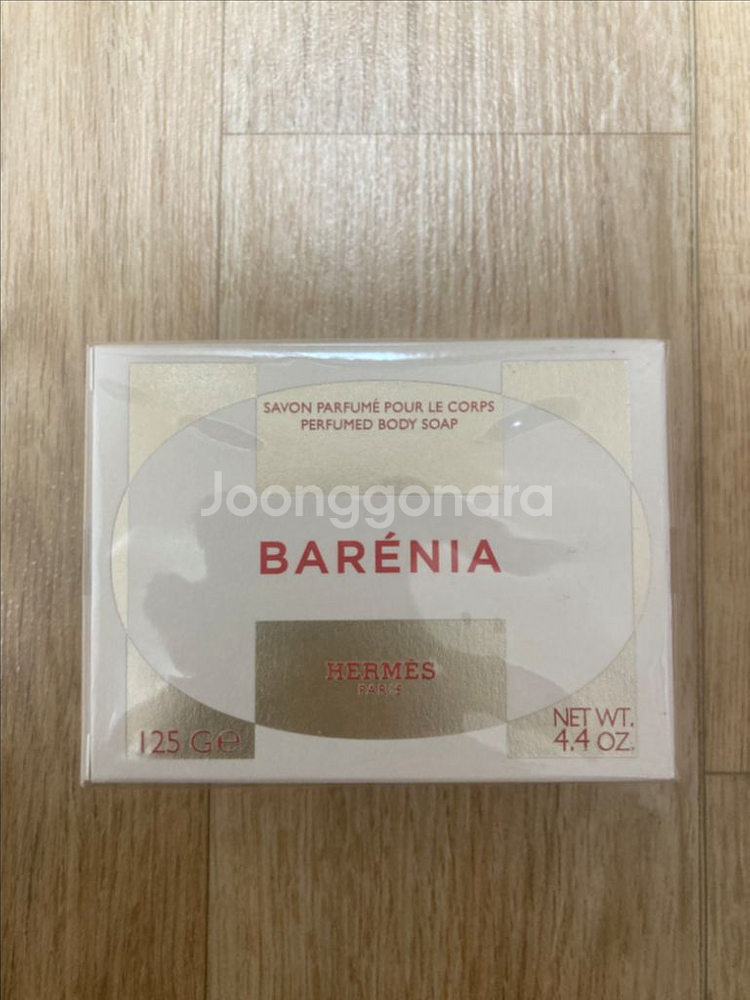 SAVON PARFUMÉ POUR LE CORPS
PERFUMED BODY SOAP
Joonggonara
BARÉNIA
HERMÈS
PARIS
125 G℮
NET WT.
4.4 OZ.